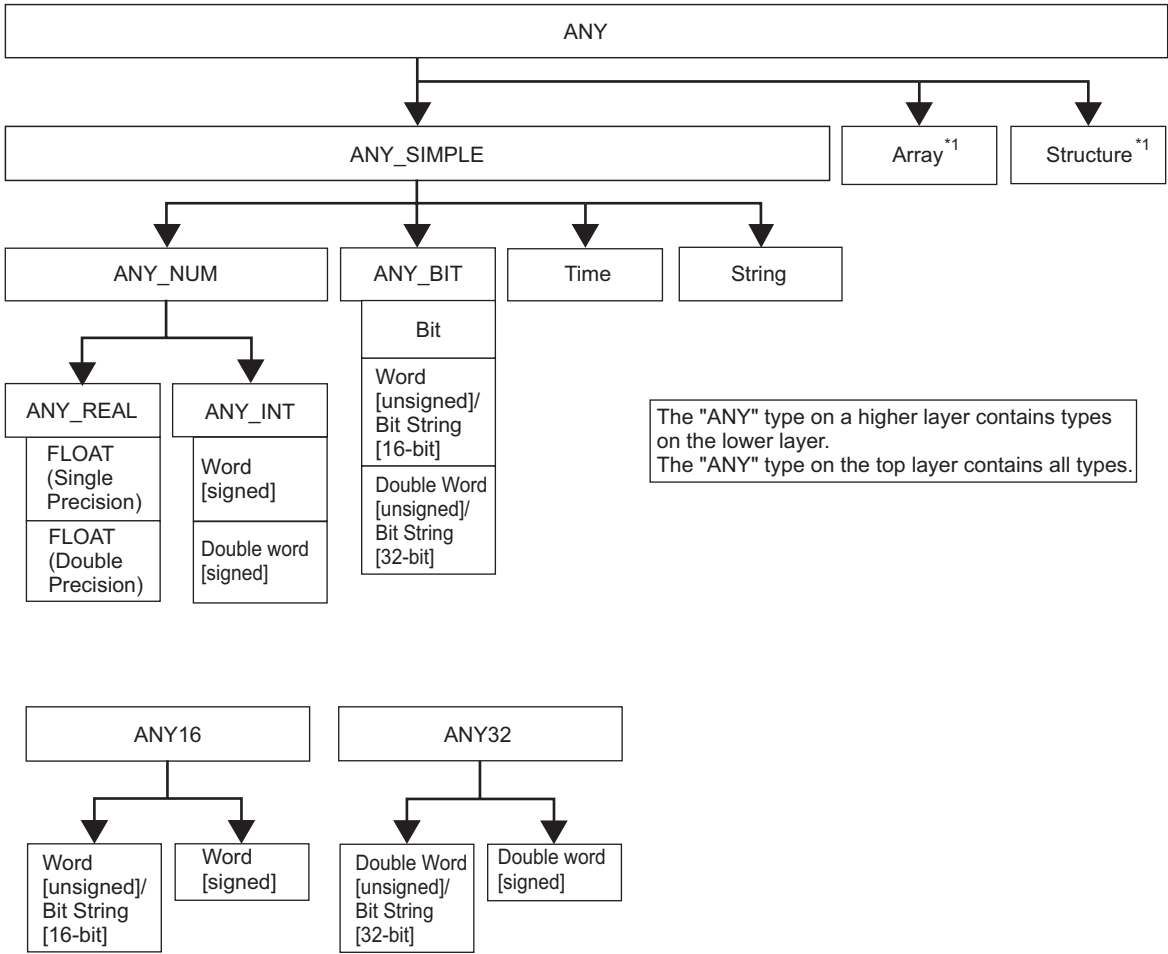 ANY
ANY_SIMPLE
Array*1
Structure*1
ANY_NUM
ANY_BIT
Time
String
Bit
Word
[unsigned]/
Bit String
[16-bit]
Double Word
[unsigned]/
Bit String
[32-bit]
ANY_REAL
FLOAT
(Single
Precision)
FLOAT
(Double
Precision)
ANY_INT
Word
[signed]
Double word
[signed]
The "ANY" type on a higher layer contains types
on the lower layer.
The "ANY" type on the top layer contains all types.
ANY16
Word
[unsigned]/
Bit String
[16-bit]
Word
[signed]
ANY32
Double Word
[unsigned]/
Bit String
[32-bit]
Double word
[signed]